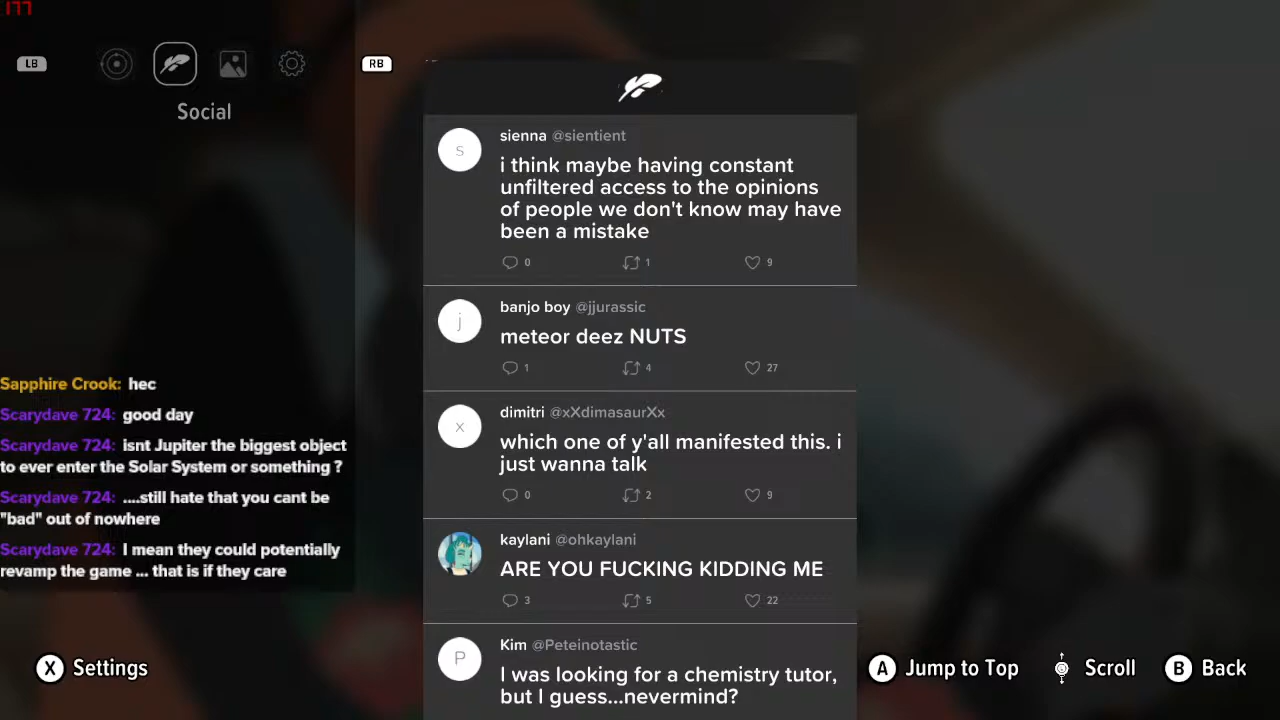 177
LB
RB
Social
sienna @sientient
s
i think maybe having constant
unfiltered access to the opinions
of people we don't know may have
been a mistake
0 1 9
banjo boy @jjurassic
j
meteor deez NUTS
1 4 27
dimitri @xXdimasaurXx
x
which one of y'all manifested this. i
just wanna talk
0 2 9
kaylani @ohkaylani
ARE YOU FUCKING KIDDING ME
3 5 22
Kim @Peteinotastic
P
I was looking for a chemistry tutor,
but I guess...nevermind?
Sapphire Crook: hec
Scarydave 724: good day
Scarydave 724: isnt Jupiter the biggest object
to ever enter the Solar System or something ?
Scarydave 724: ....still hate that you cant be
"bad" out of nowhere
Scarydave 724: I mean they could potentially
revamp the game ... that is if they care
X Settings
A Jump to Top
Scroll
B Back